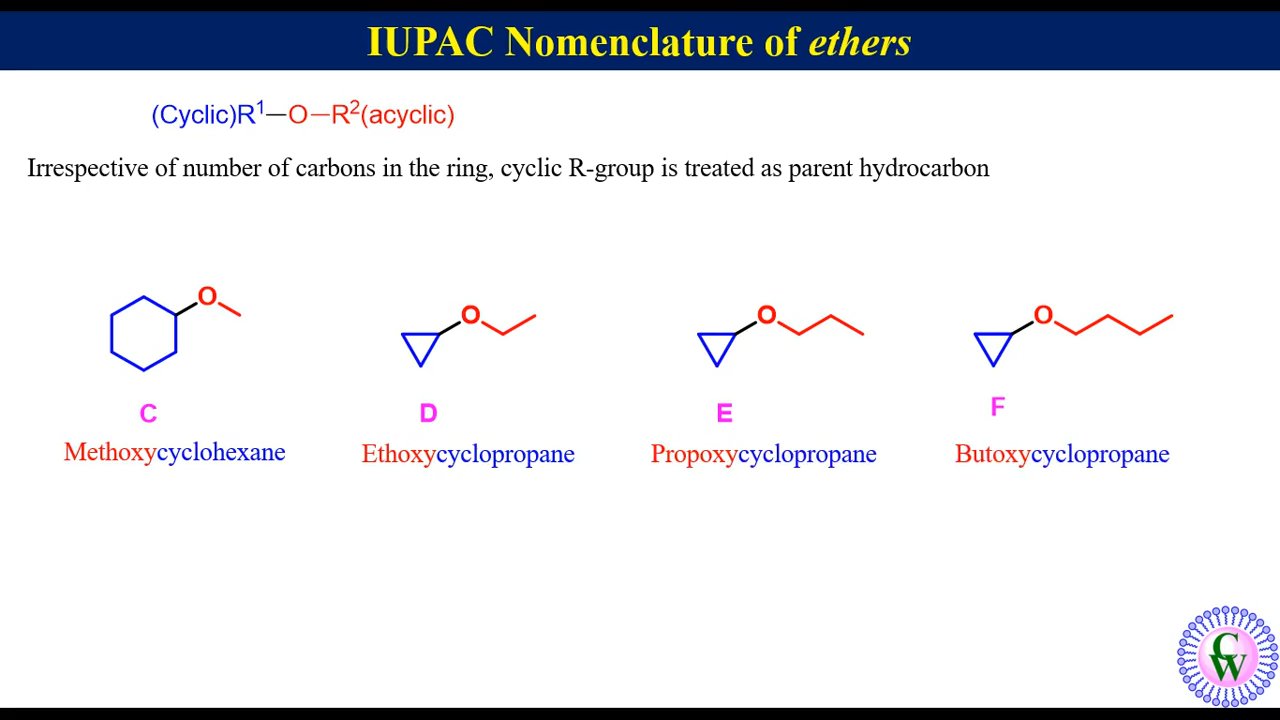 IUPAC Nomenclature of ethers
(Cyclic)R¹—O—R²(acyclic)
Irrespective of number of carbons in the ring, cyclic R-group is treated as parent hydrocarbon
O O O O
C D E F
Methoxycyclohexane Ethoxycyclopropane Propoxycyclopropane Butoxycyclopropane
CW